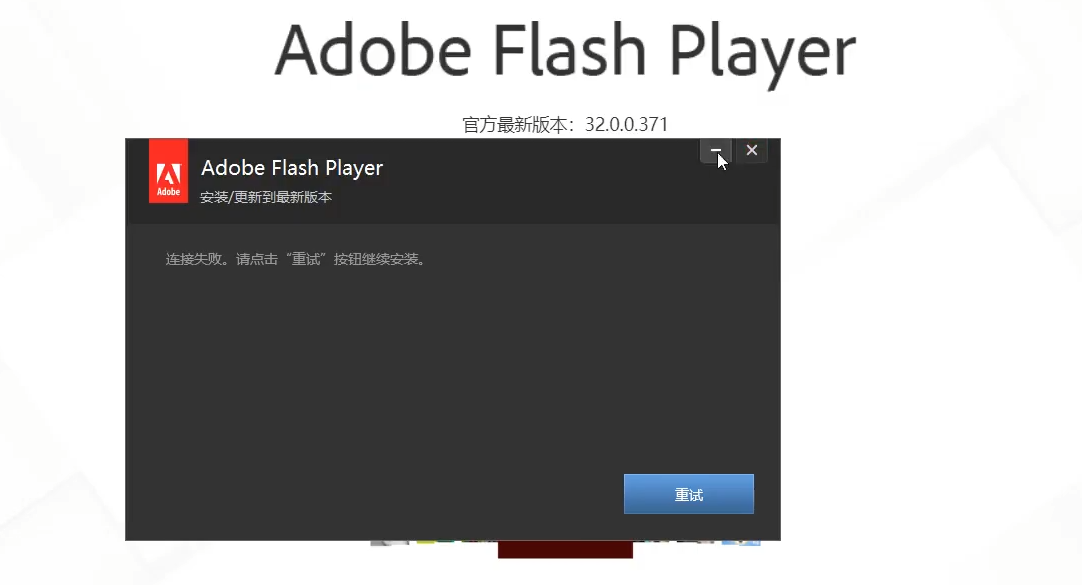 Adobe Flash Player
官方最新版本：32.0.0.371
Adobe
Adobe Flash Player
安装/更新到最新版本
连接失败。请点击“重试”按钮继续安装。
重试